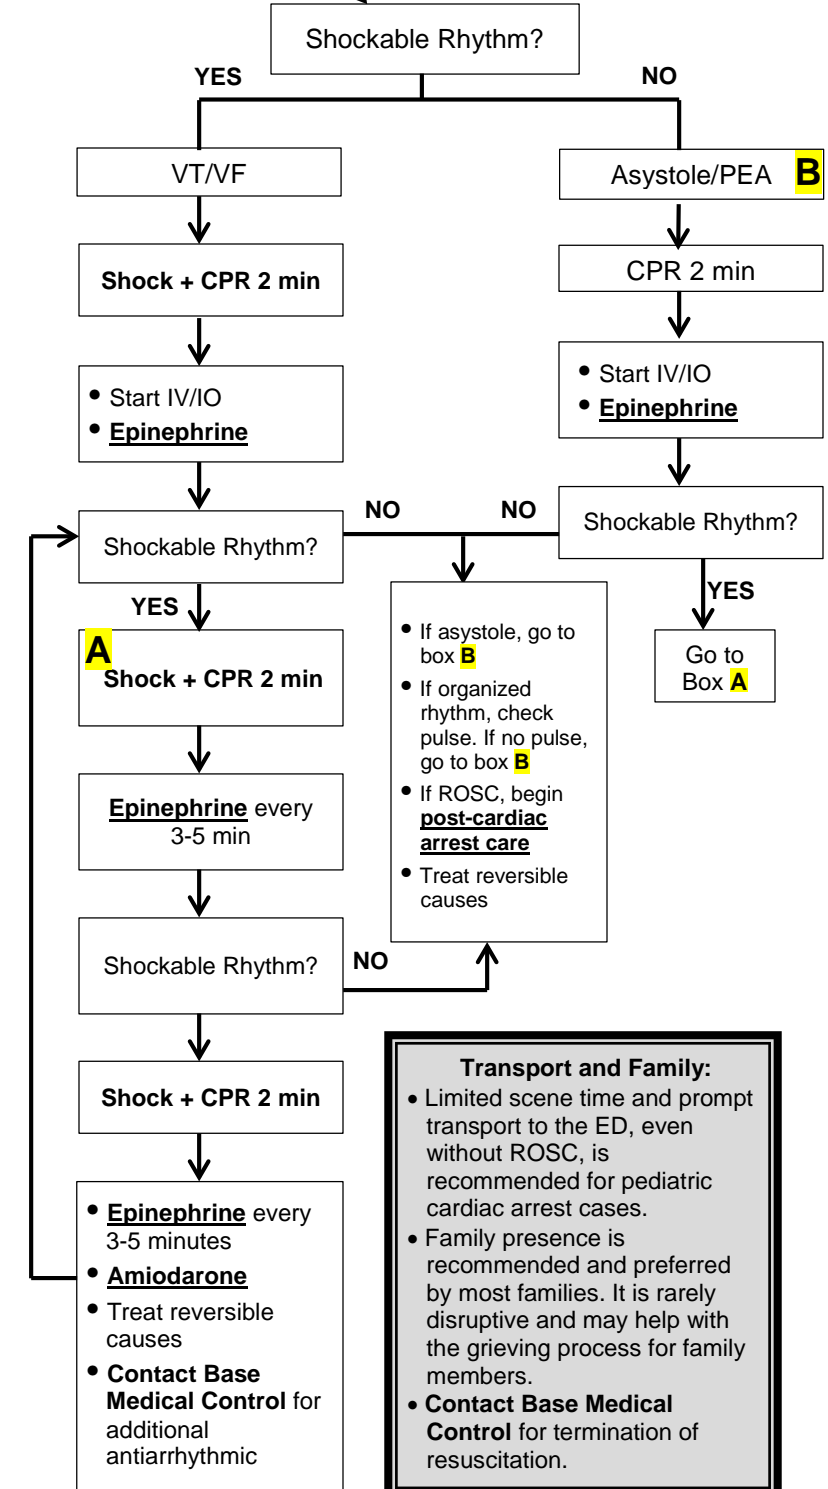 Shockable Rhythm?
YES
NO
VT/VF
Asystole/PEA B
Shock + CPR 2 min
CPR 2 min
• Start IV/IO
• Epinephrine
• Start IV/IO
• Epinephrine
Shockable Rhythm?
NO
NO
Shockable Rhythm?
YES
YES
A
Shock + CPR 2 min
• If asystole, go to
box B
• If organized
rhythm, check
pulse. If no pulse,
go to box B
• If ROSC, begin
post-cardiac
arrest care
• Treat reversible
causes
Go to
Box A
Epinephrine every
3-5 min
Shockable Rhythm?
NO
Shock + CPR 2 min
• Epinephrine every
3-5 minutes
• Amiodarone
• Treat reversible
causes
• Contact Base
Medical Control for
additional
antiarrhythmic
Transport and Family:
• Limited scene time and prompt
transport to the ED, even
without ROSC, is
recommended for pediatric
cardiac arrest cases.
• Family presence is
recommended and preferred
by most families. It is rarely
disruptive and may help with
the grieving process for family
members.
• Contact Base Medical
Control for termination of
resuscitation.